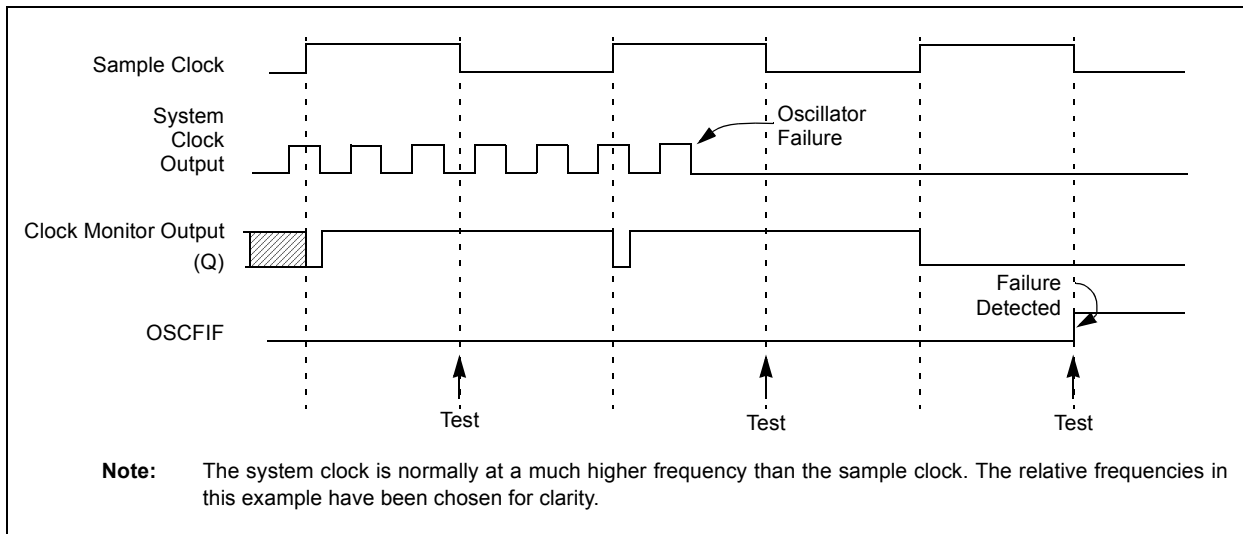 Sample Clock
System
Clock
Output
Oscillator
Failure
Clock Monitor Output
(Q)
Failure
Detected
OSCFIF
Test
Test
Test
Note: The system clock is normally at a much higher frequency than the sample clock. The relative frequencies in
this example have been chosen for clarity.